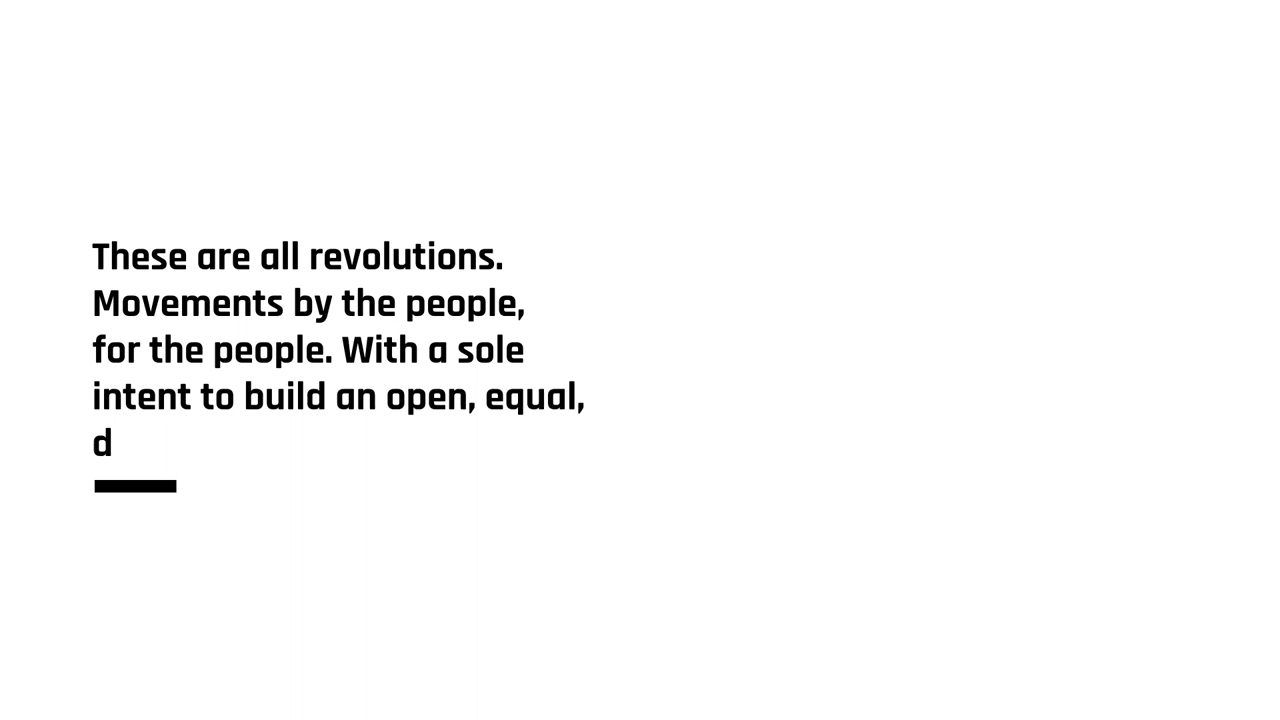 These are all revolutions.
Movements by the people,
for the people. With a sole
intent to build an open, equal,
d